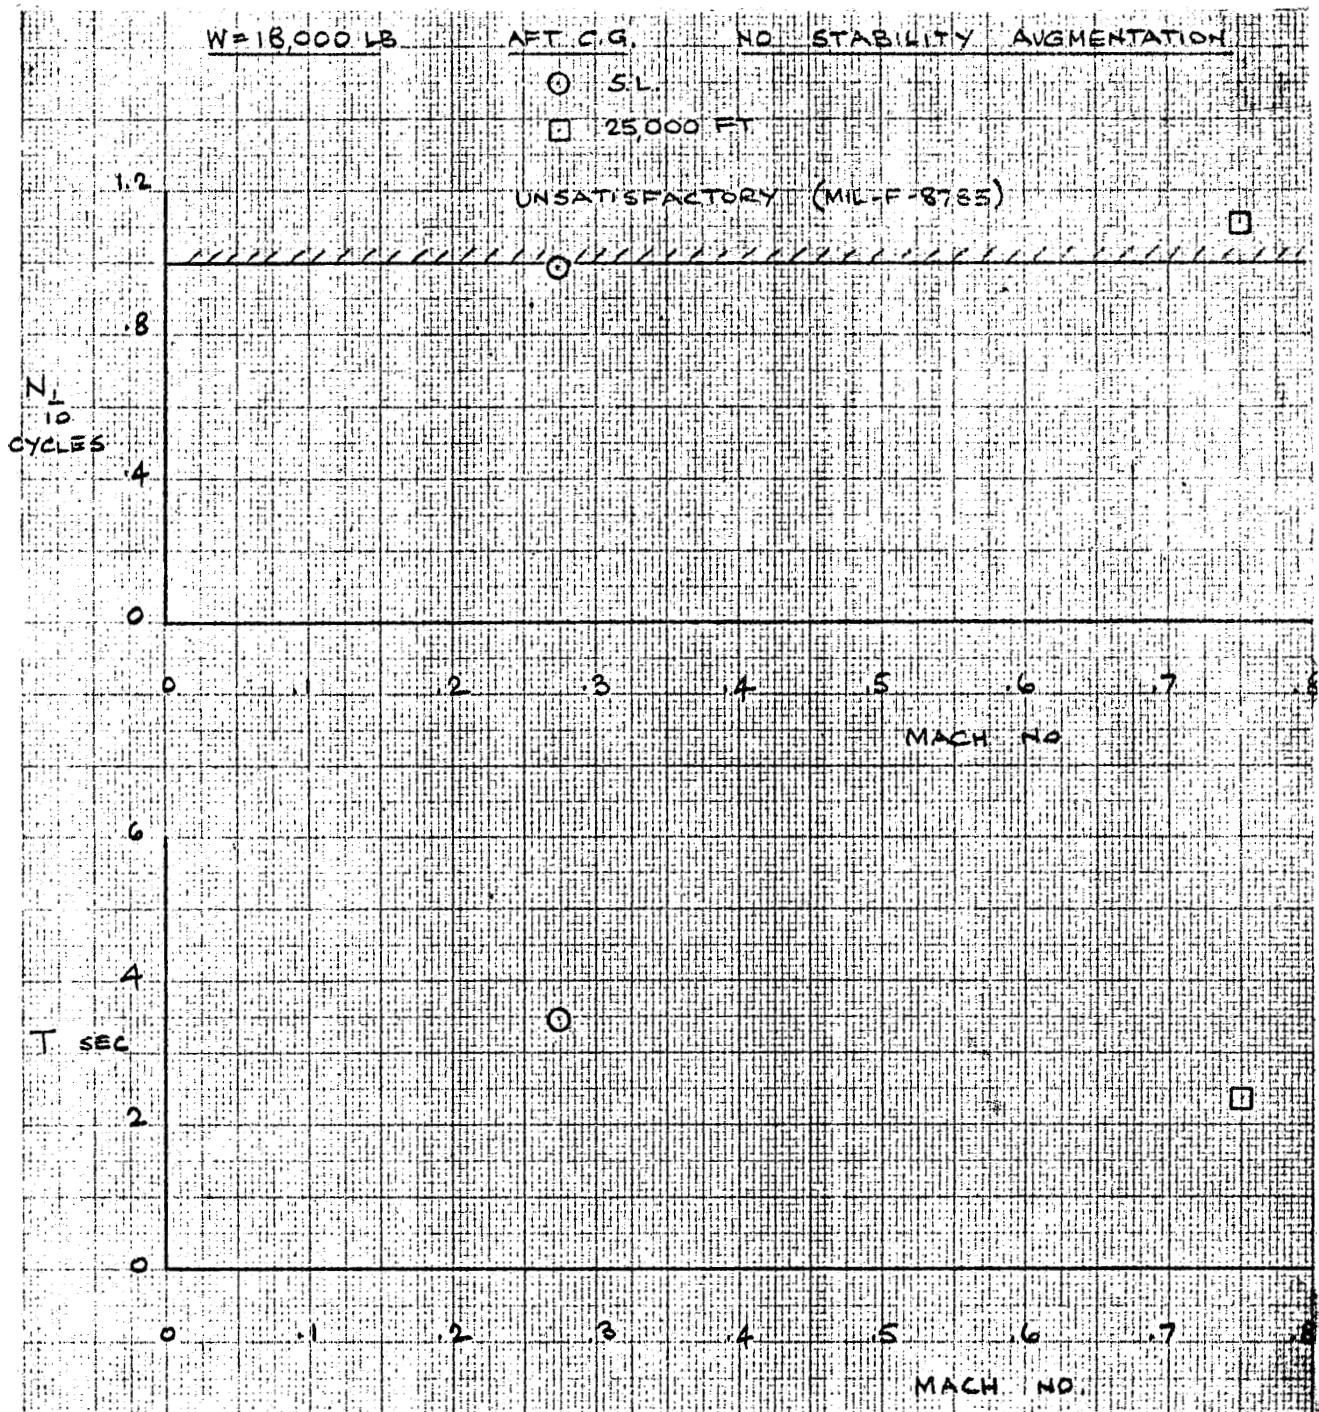 W=18,000 LB AFT C.G. NO STABILITY AUGMENTATION
S.L.
25,000 FT
1.2
UNSATISFACTORY (MIL-F-8785)
.8
N 1/10
CYCLES
.4
0
0 .1 .2 .3 .4 .5 .6 .7 .8
MACH NO
6
4
T SEC
2
0
0 .1 .2 .3 .4 .5 .6 .7 .8
MACH NO.